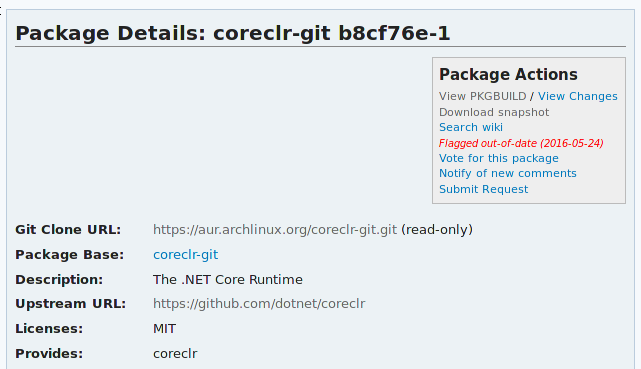 Package Details: coreclr-git b8cf76e-1
Package Actions
View PKGBUILD / View Changes
Download snapshot
Search wiki
Flagged out-of-date (2016-05-24)
Vote for this package
Notify of new comments
Submit Request
Git Clone URL: https://aur.archlinux.org/coreclr-git.git (read-only)
Package Base: coreclr-git
Description: The .NET Core Runtime
Upstream URL: https://github.com/dotnet/coreclr
Licenses: MIT
Provides: coreclr